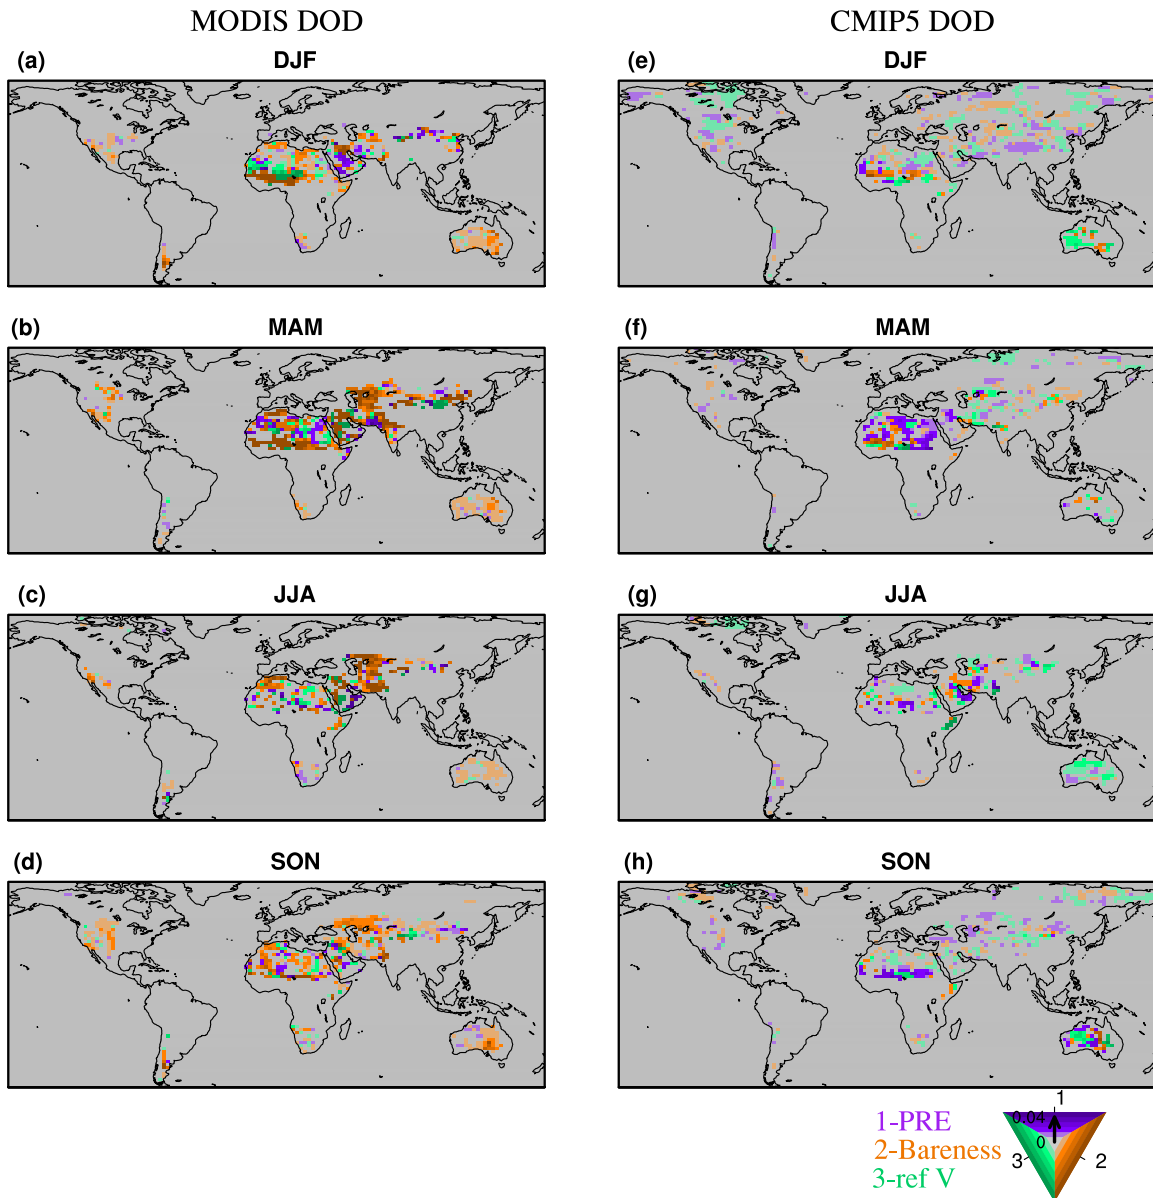 MODIS DOD
CMIP5 DOD
(a) DJF
(e) DJF
(b) MAM
(f) MAM
(c) JJA
(g) JJA
(d) SON
(h) SON
1
1-PRE
0.04
2-Bareness
0
3-ref V
3
2